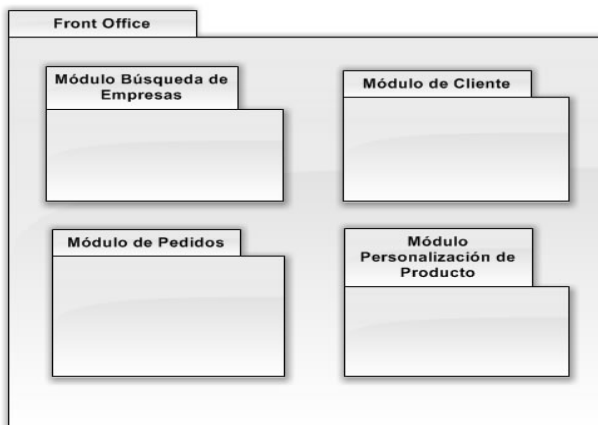 Front Office
Módulo Búsqueda de
Empresas
Módulo de Cliente
Módulo de Pedidos
Módulo
Personalización de
Producto